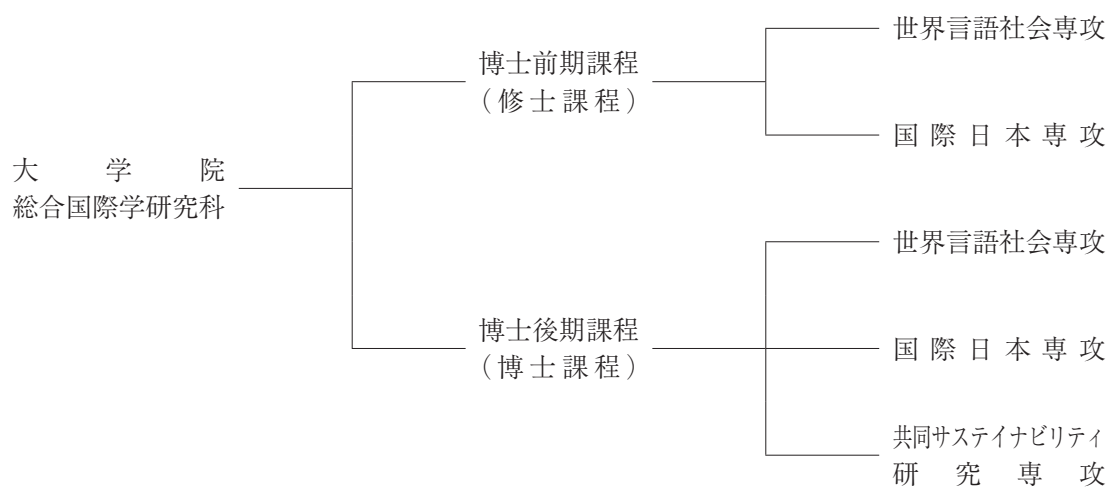 大学院
総合国際学研究科
博士前期課程
（修士課程）
世界言語社会専攻
国際日本専攻
博士後期課程
（博士課程）
世界言語社会専攻
国際日本専攻
共同サステイナビリティ
研究専攻